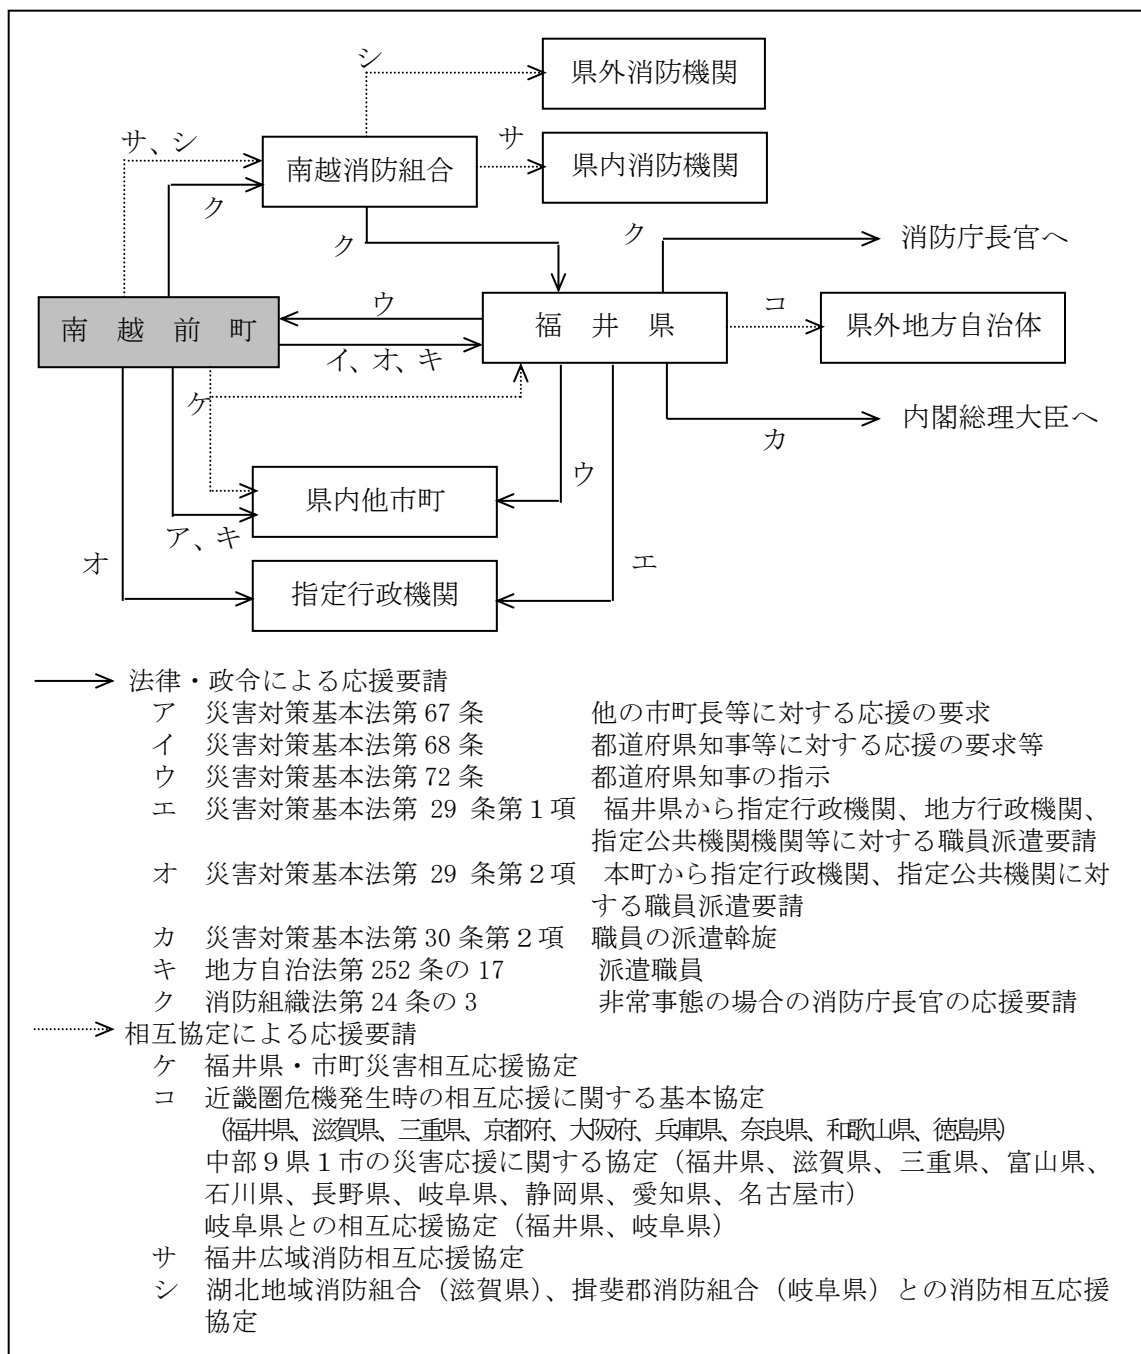 シ
県外消防機関
サ、シ
サ
南越消防組合
県内消防機関
ク
ク
ク
消防庁長官へ
南越前町
ウ
福井県
コ
県外地方自治体
イ、オ、キ
ケ
内閣総理大臣へ
カ
ウ
県内他市町
ア、キ
オ
エ
指定行政機関
法律・政令による応援要請
ア 災害対策基本法第 67 条 他の市町長等に対する応援の要求
イ 災害対策基本法第 68 条 都道府県知事等に対する応援の要求等
ウ 災害対策基本法第 72 条 都道府県知事の指示
エ 災害対策基本法第 29 条第1項 福井県から指定行政機関、地方行政機関、
指定公共機関機関等に対する職員派遣要請
オ 災害対策基本法第 29 条第2項 本町から指定行政機関、指定公共機関に対
する職員派遣要請
カ 災害対策基本法第 30 条第2項 職員の派遣斡旋
キ 地方自治法第 252 条の 17 派遣職員
ク 消防組織法第 24 条の 3 非常事態の場合の消防庁長官の応援要請
相互協定による応援要請
ケ 福井県・市町災害相互応援協定
コ 近畿圏危機発生時の相互応援に関する基本協定
(福井県、滋賀県、三重県、京都府、大阪府、兵庫県、奈良県、和歌山県、徳島県)
中部9県1市の災害応援に関する協定（福井県、滋賀県、三重県、富山県、
石川県、長野県、岐阜県、静岡県、愛知県、名古屋市）
岐阜県との相互応援協定（福井県、岐阜県）
サ 福井広域消防相互応援協定
シ 湖北地域消防組合（滋賀県）、揖斐郡消防組合（岐阜県）との消防相互応援
協定